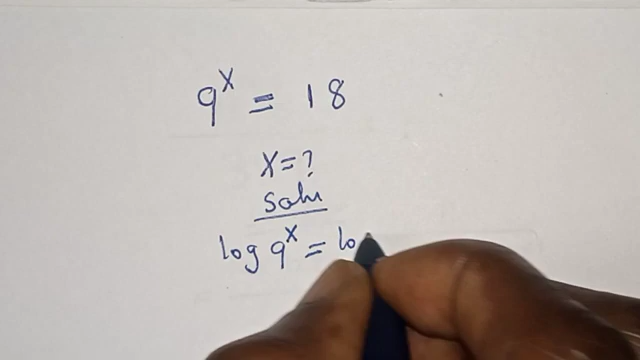 9^x = 18
x = ?
Soln
log 9^x = lo